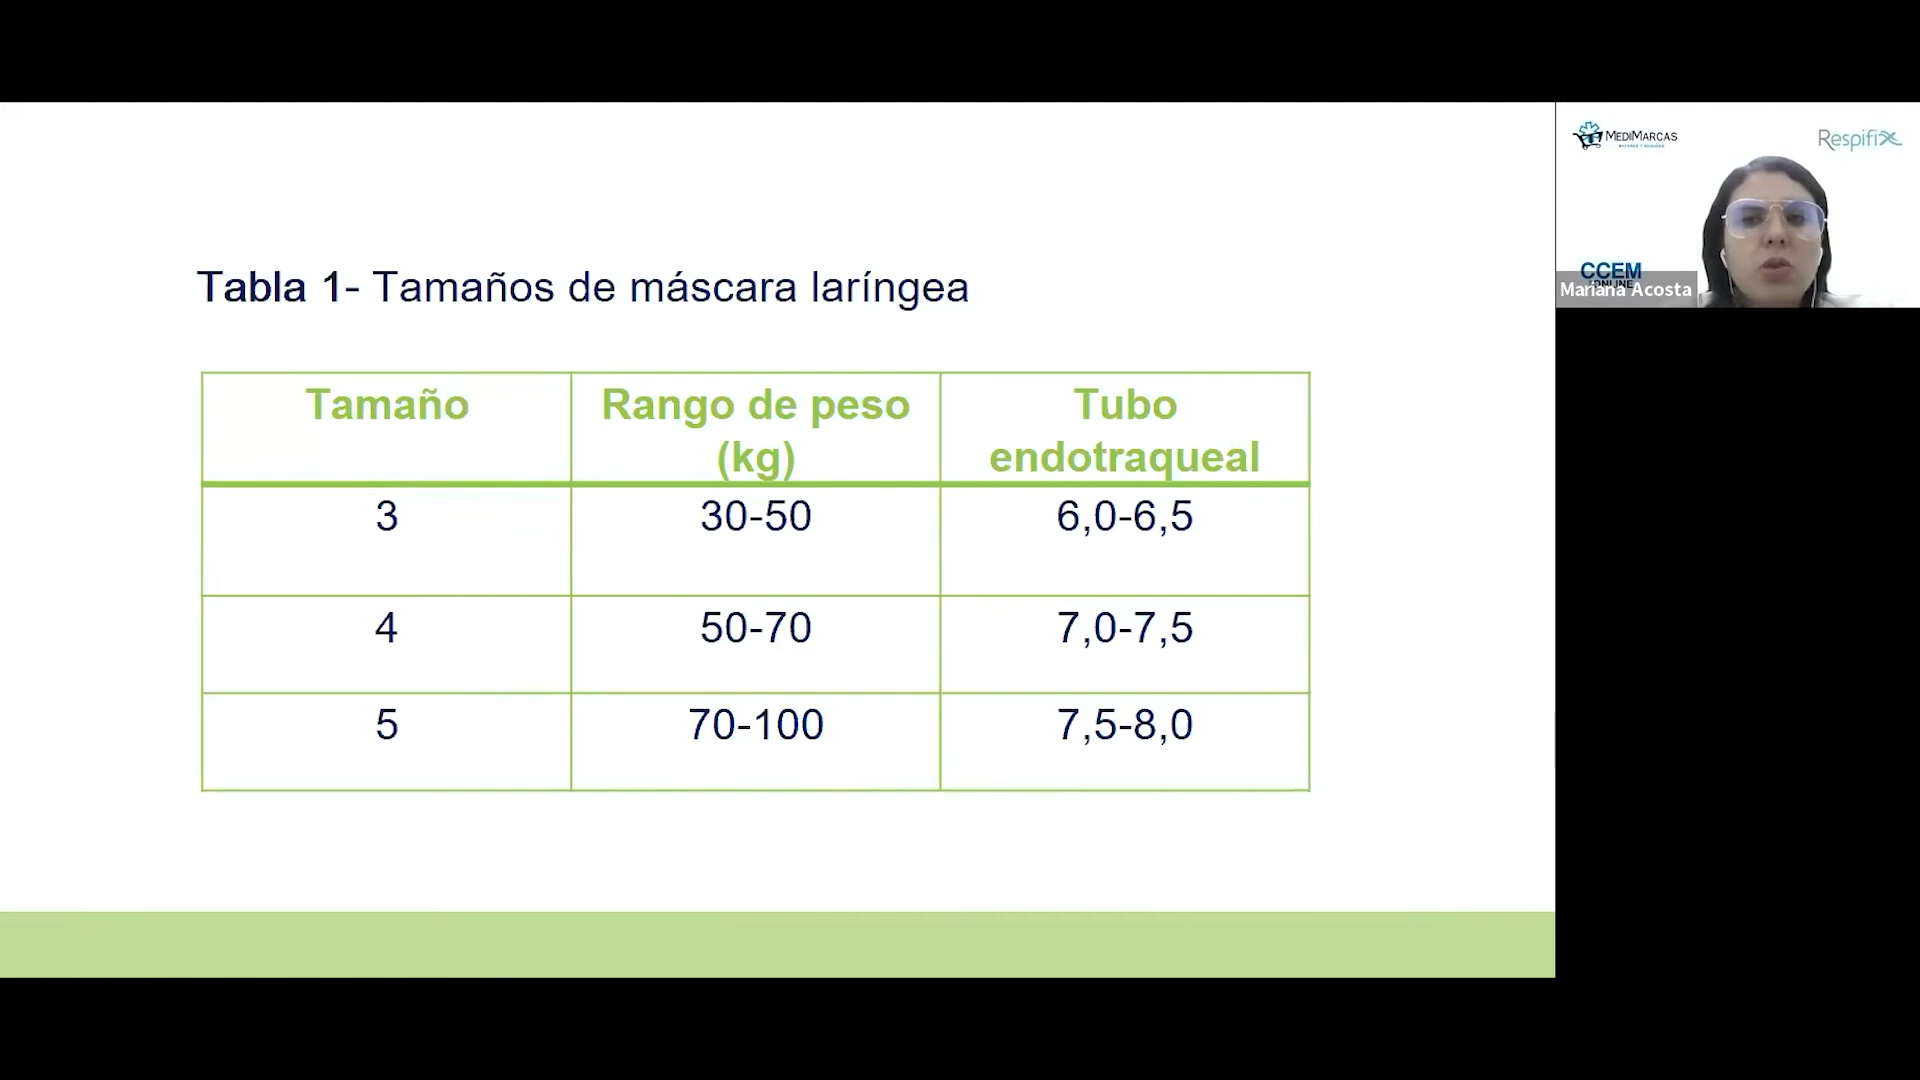 Tabla 1- Tamaños de máscara laríngea
Tamaño
Rango de peso
(kg)
Tubo
endotraqueal
3
30-50
6,0-6,5
4
50-70
7,0-7,5
5
70-100
7,5-8,0
MEDIMARCAS
Respifix
CCEM
ONLINE
Mariana Acosta